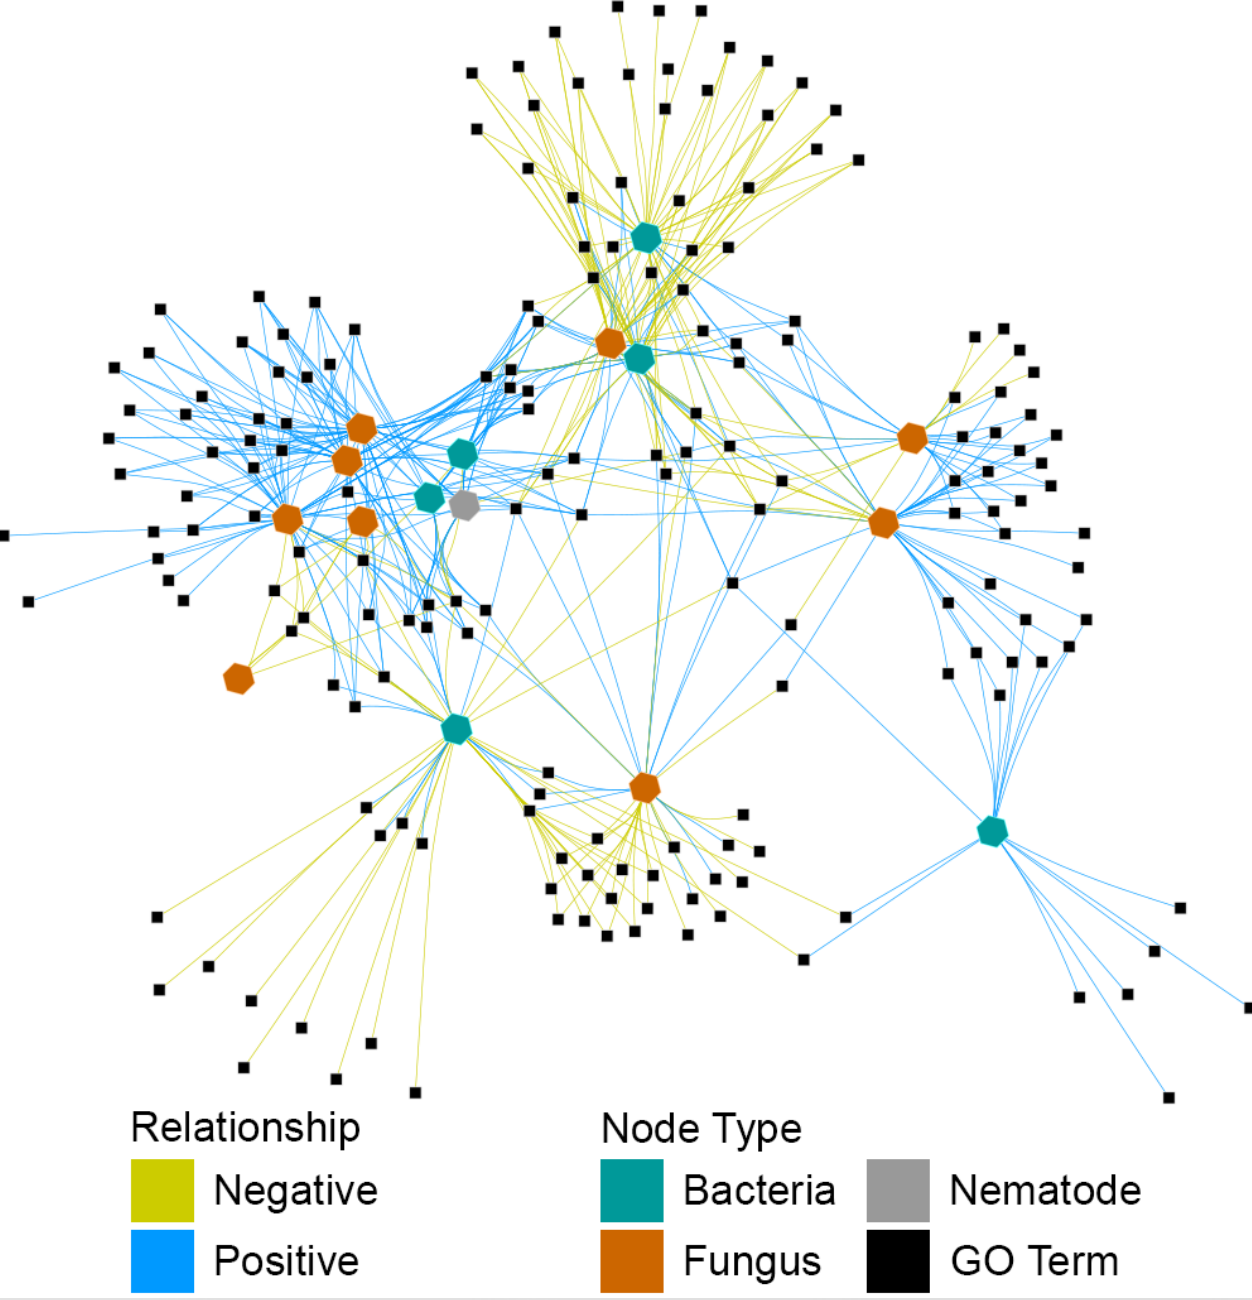 Relationship
Negative
Positive
Node Type
Bacteria
Nematode
Fungus
GO Term